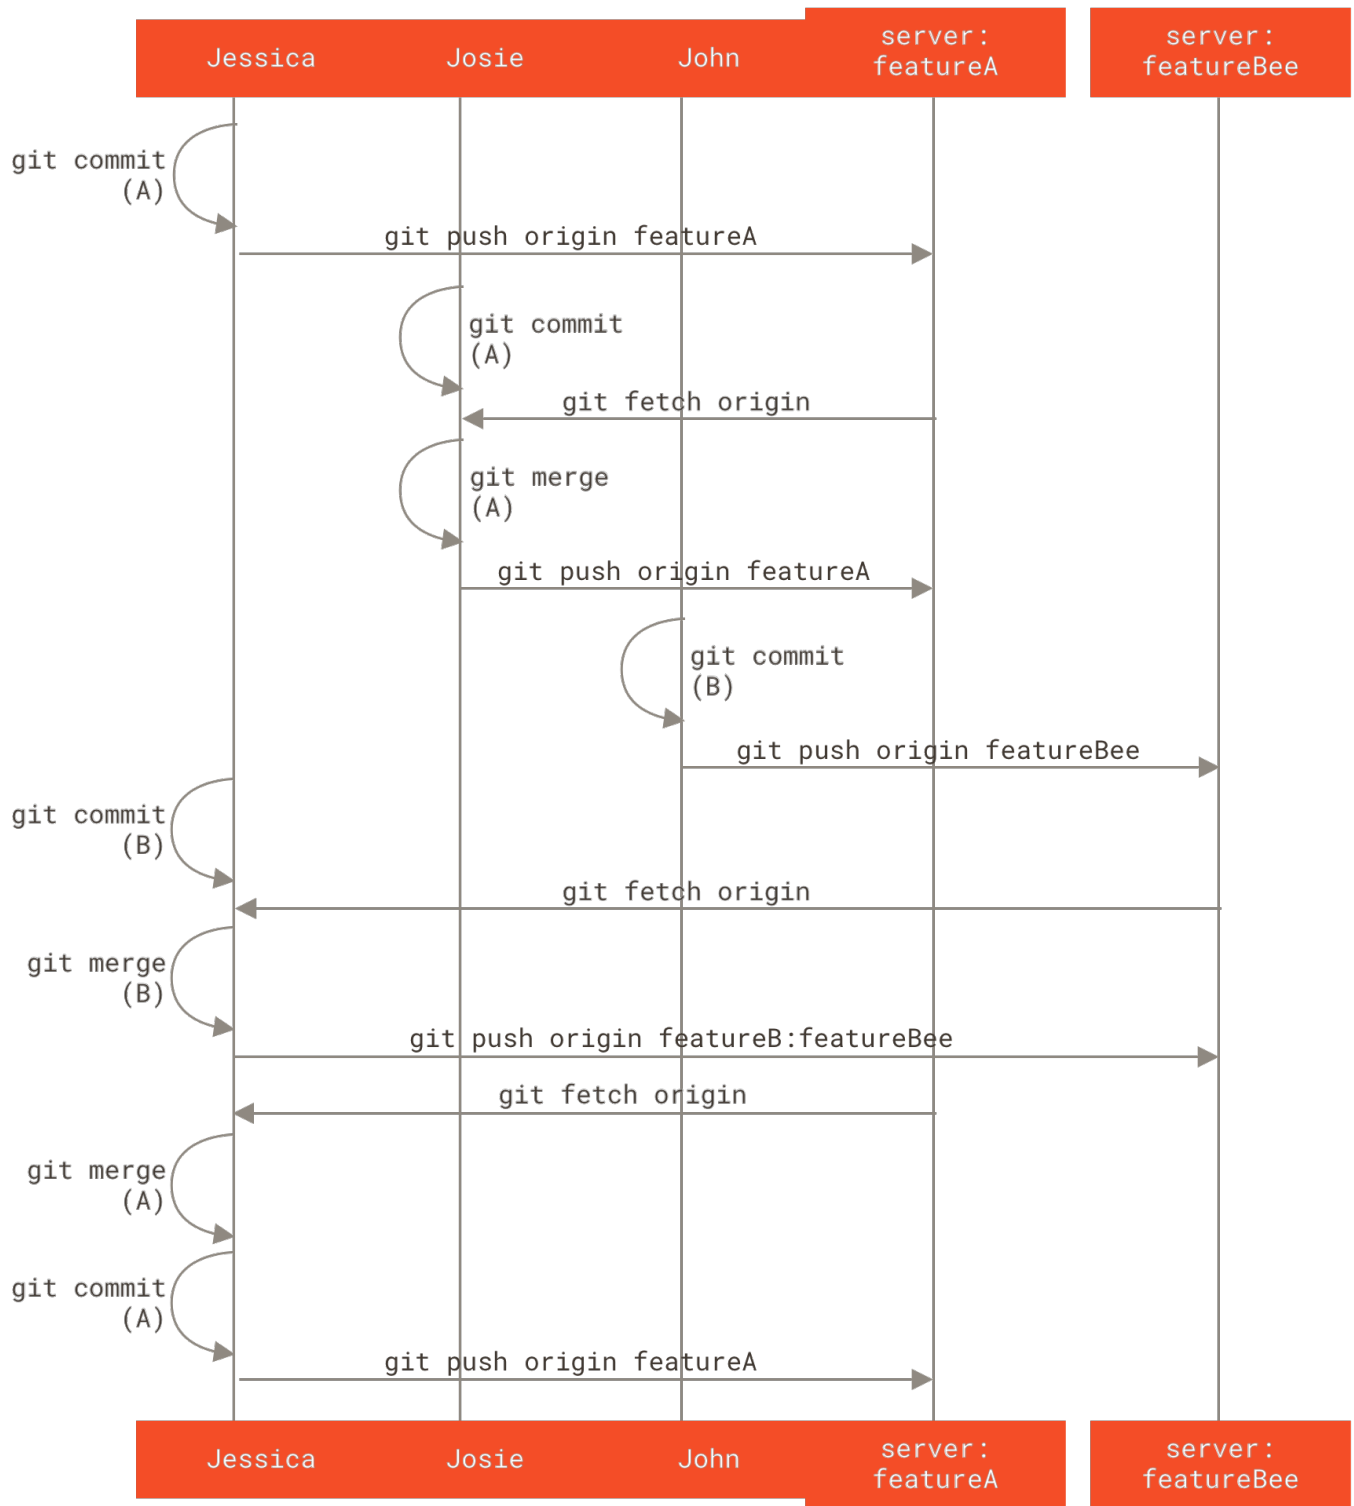 Jessica
Josie
John
server:
featureA
server:
featureBee
git commit
(A)
git push origin featureA
git commit
(A)
git fetch origin
git merge
(A)
git push origin featureA
git commit
(B)
git push origin featureBee
git commit
(B)
git fetch origin
git merge
(B)
git push origin featureB:featureBee
git fetch origin
git merge
(A)
git commit
(A)
git push origin featureA
Jessica
Josie
John
server:
featureA
server:
featureBee